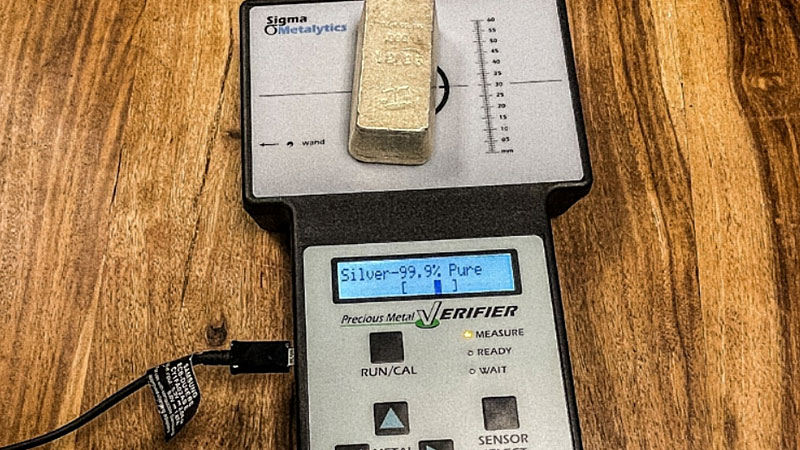 Sigma
Metalytics
60
55
50
45
40
35
30
25
20
15
10
05
mm
wand
Silver-99.9% Pure
[ ]
Precious Metal VERIFIER
MEASURE
READY
WAIT
RUN/CAL
SENSOR